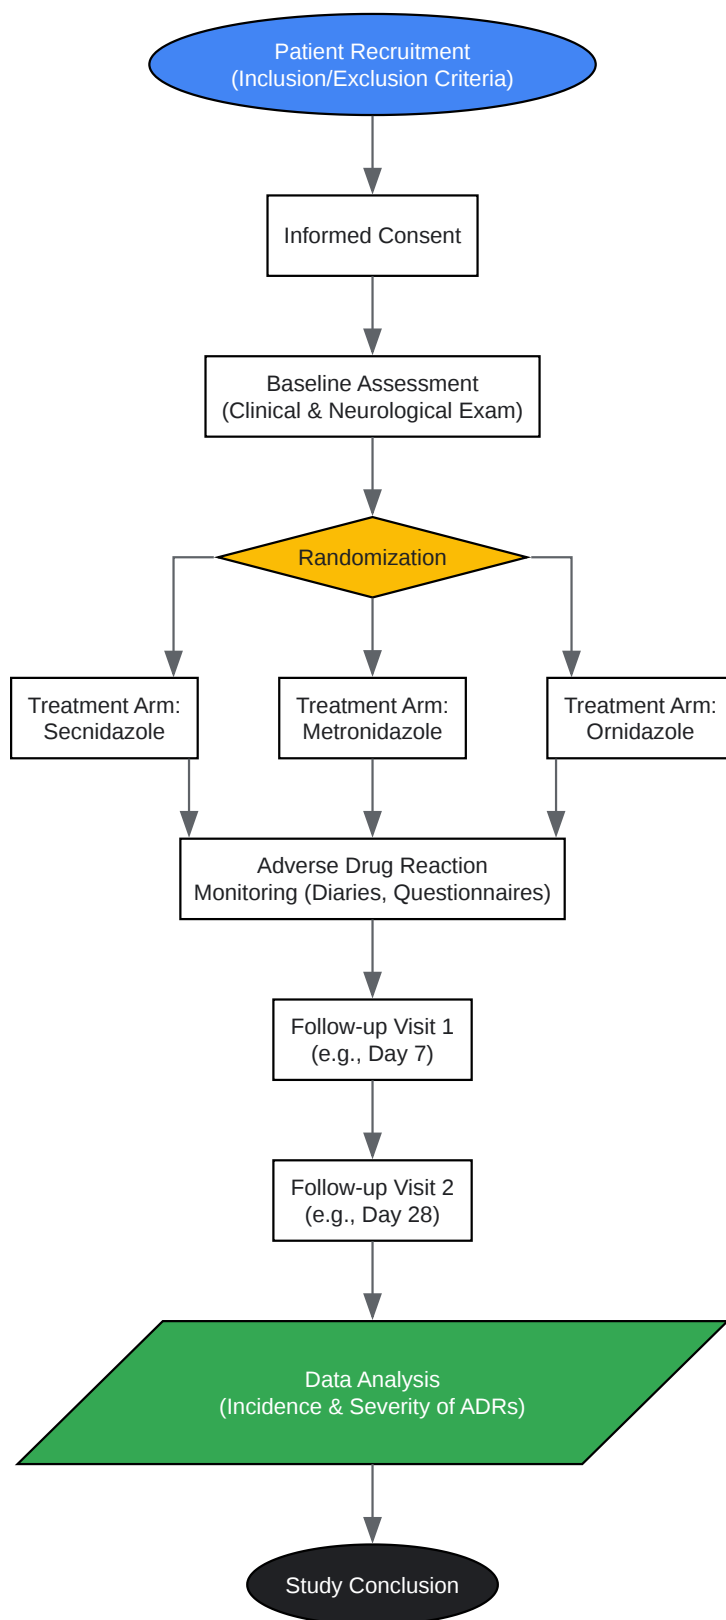 Patient Recruitment
(Inclusion/Exclusion Criteria)
Informed Consent
Baseline Assessment
(Clinical & Neurological Exam)
Randomization
Treatment Arm:
Secnidazole
Treatment Arm:
Metronidazole
Treatment Arm:
Ornidazole
Adverse Drug Reaction
Monitoring (Diaries, Questionnaires)
Follow-up Visit 1
(e.g., Day 7)
Follow-up Visit 2
(e.g., Day 28)
Data Analysis
(Incidence & Severity of ADRs)
Study Conclusion